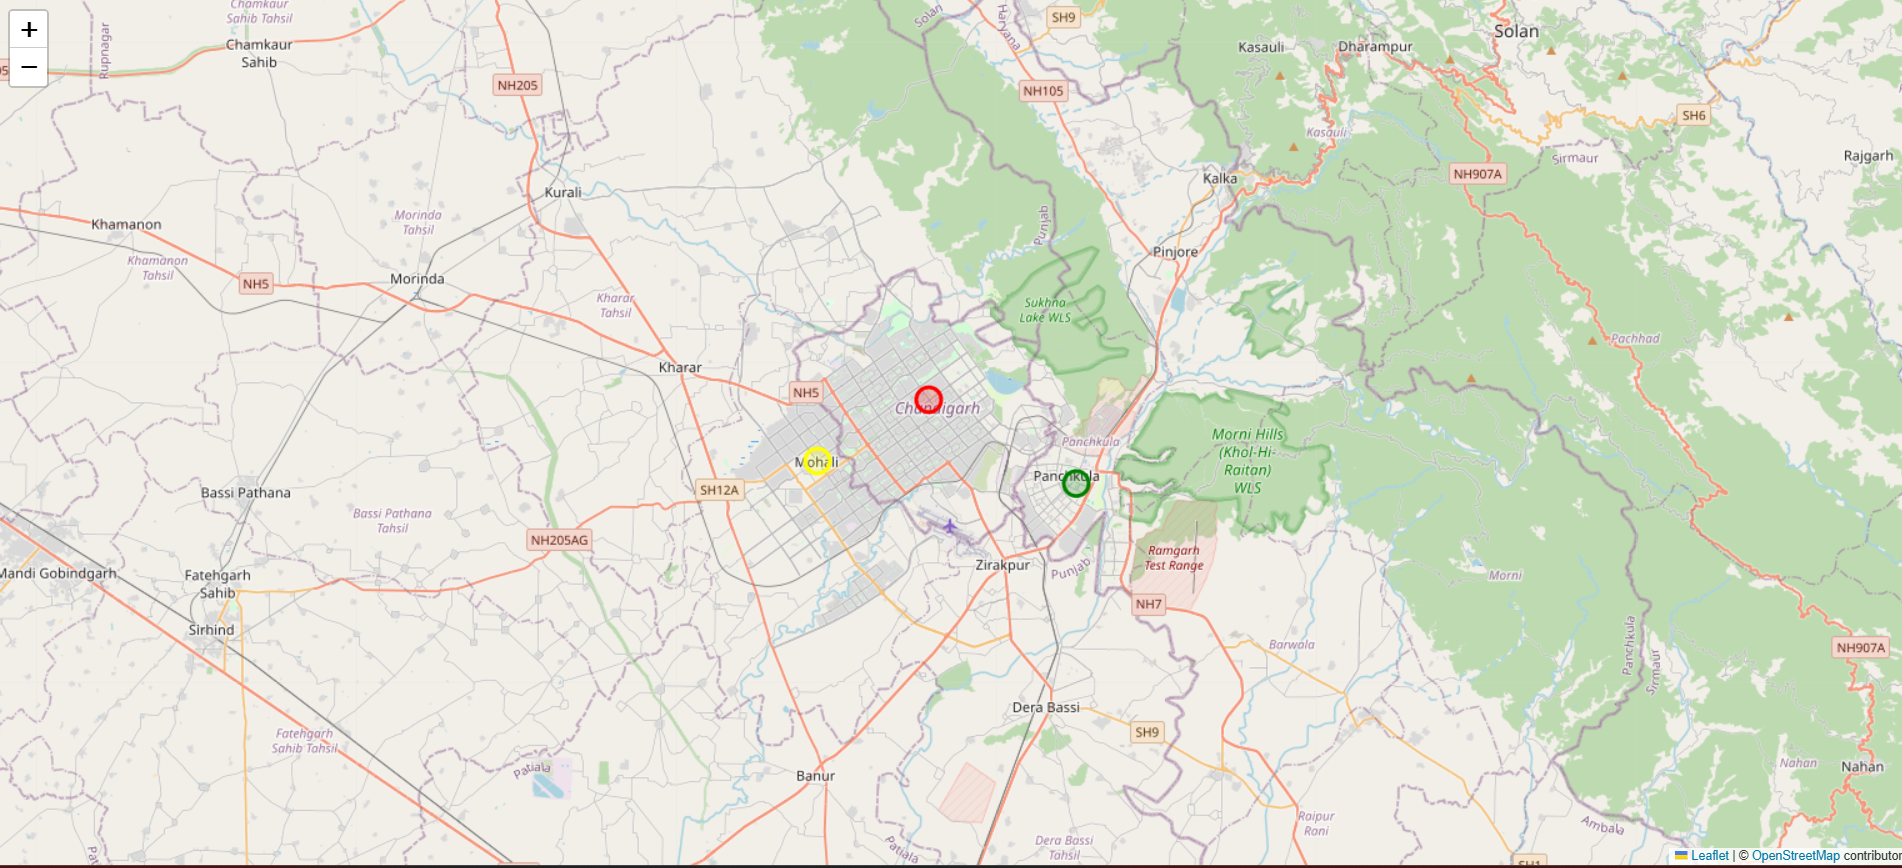 Chamkaur
Sahib Tahsil
Solan
Haryana
SH9
Solan
+
Rupnagar
Chamkaur
Sahib
Kasauli
Dharampur
−
NH205
NH105
SH6
Kasauli
Rajgarh
Sirmaur
NH907A
Kalka
Kurali
Morinda
Tahsil
Khamanon
Punjab
Khamanon
Tahsil
Pinjore
NH5
Morinda
Kharar
Tahsil
Sukhna
Lake WLS
Pachhad
Kharar
NH5
Chandigarh
Panchkula
Morni Hills
(Khol-Hi-
Raitan)
WLS
Mohali
Panchkula
SH12A
Bassi Pathana
Bassi Pathana
Tahsil
NH205AG
Ramgarh
Test Range
Mandi Gobindgarh
Fatehgarh
Sahib
Zirakpur
Punjab
Morni
NH7
Sirhind
Barwala
Panchkula
Sirmaur
NH907A
Dera Bassi
Fatehgarh
Sahib Tahsil
SH9
Patiala
Banur
Nahan
Nahan
Raipur
Rani
Ambala
Dera Bassi
Tahsil
Patiala
SH1
Leaflet | © OpenStreetMap contributor